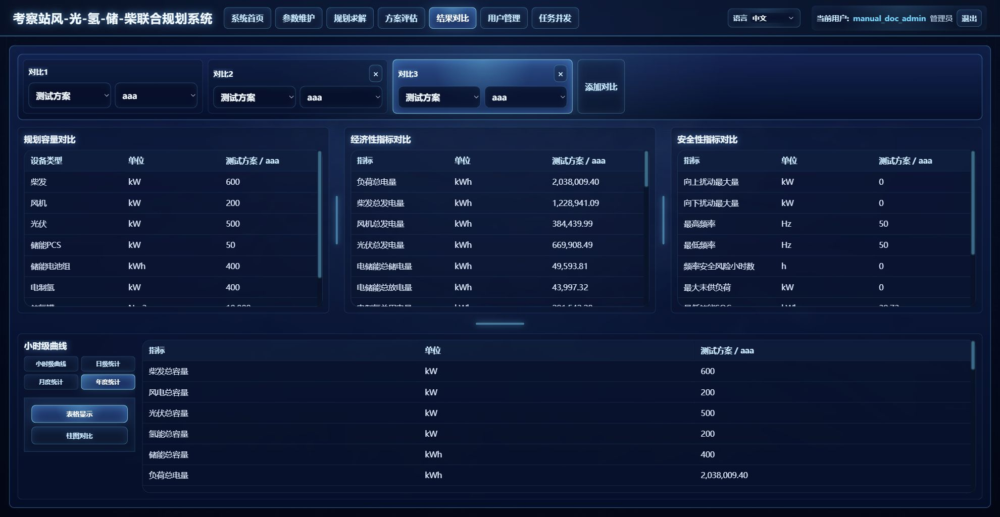 考察站风-光-氢-储-柴联合规划系统 系统首页 参数维护 规划求解 方案评估 结果对比 用户管理 任务并发 语言 中文 当前用户: manual_doc_admin 管理员 退出
对比1
测试方案 aaa
对比2 ×
测试方案 aaa
对比3 ×
测试方案 aaa
添加对比
规划容量对比
设备类型 单位 测试方案 / aaa
柴发 kW 600
风机 kW 200
光伏 kW 500
储能PCS kW 50
储能电池组 kWh 400
电制氢 kW 400
经济性指标对比
指标 单位 测试方案 / aaa
负荷总电量 kWh 2,038,009.40
柴发总发电量 kWh 1,228,941.09
风机总发电量 kWh 384,439.99
光伏总发电量 kWh 669,908.49
电储能总储电量 kWh 49,593.81
电储能总放电量 kWh 43,997.32
安全性指标对比
指标 单位 测试方案 / aaa
向上扰动最大量 kW 0
向下扰动最大量 kW 0
最高频率 Hz 50
最低频率 Hz 50
频率安全风险小时数 h 0
最大未供负荷 kW 0
小时级曲线
小时级曲线 日级统计
月度统计 年度统计
表格显示
柱图对比
指标 单位 测试方案 / aaa
柴发总容量 kW 600
风电总容量 kW 200
光伏总容量 kW 500
氢能总容量 kW 200
储能总容量 kWh 400
负荷总电量 kWh 2,038,009.40